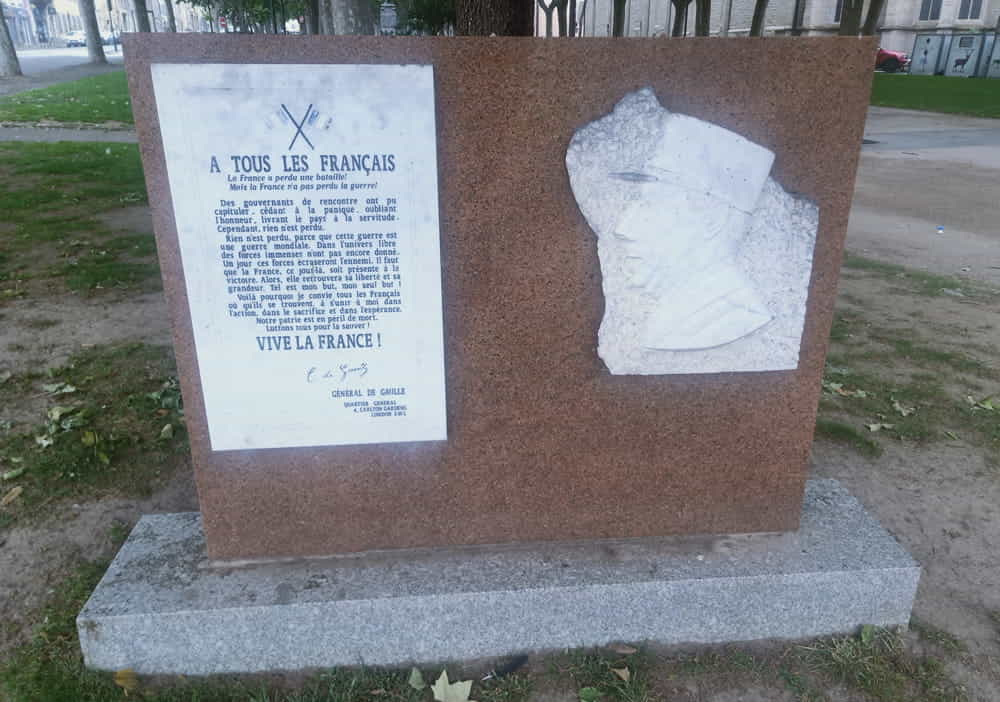 A TOUS LES FRANÇAIS
La France a perdu une bataille!
Mais la France n'a pas perdu la guerre!
Des gouvernants de rencontre ont pu
capituler, cédant à la panique, oubliant
l'honneur, livrant le pays à la servitude.
Cependant, rien n'est perdu.
Rien n'est perdu, parce que cette guerre est
une guerre mondiale. Dans l'univers libre
des forces immenses n'ont pas encore donné.
Un jour ces forces écraseront l'ennemi. Il faut
que la France, ce jour-là, soit présente à la
victoire. Alors, elle retrouvera sa liberté et sa
grandeur. Tel est mon but, mon seul but!
Voilà pourquoi je convie tous les Français
où qu'ils se trouvent, à s'unir à moi dans
l'action, dans le sacrifice et dans l'espérance.
Notre patrie est en péril de mort.
Luttons tous pour la sauver!
VIVE LA FRANCE!
C. de Gaulle
GÉNÉRAL DE GAULLE
QUARTIER GÉNÉRAL
4, CARLTON GARDENS
LONDON S.W.1.